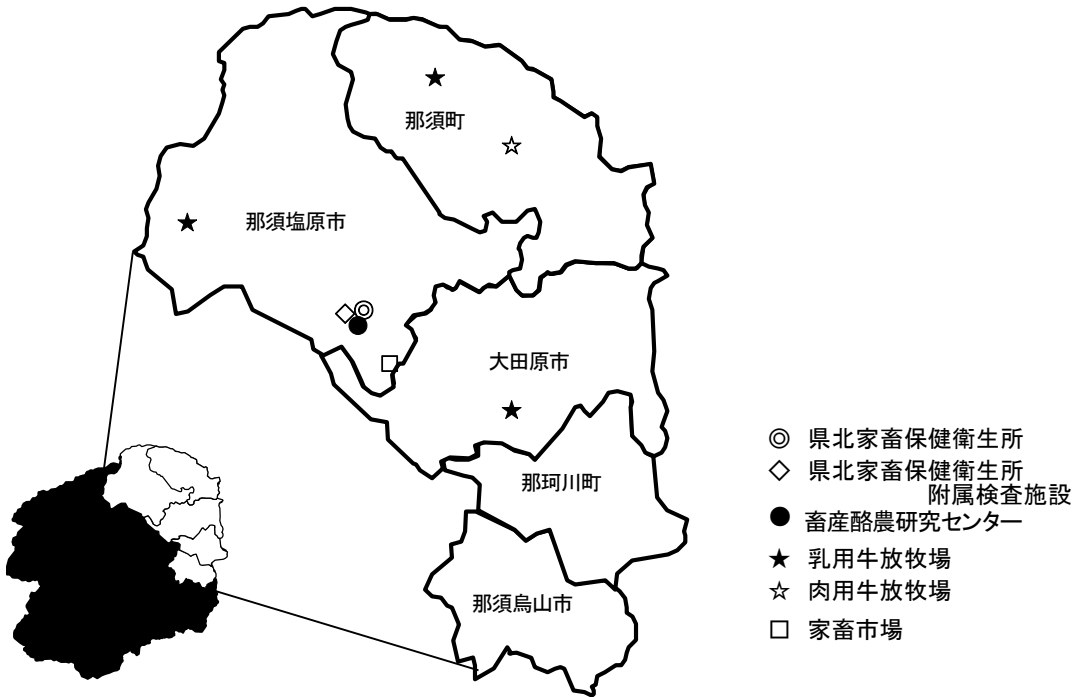 那須町
那須塩原市
大田原市
那珂川町
那須烏山市
◎ 県北家畜保健衛生所
◇ 県北家畜保健衛生所
附属検査施設
● 畜産酪農研究センター
★ 乳用牛放牧場
☆ 肉用牛放牧場
□ 家畜市場